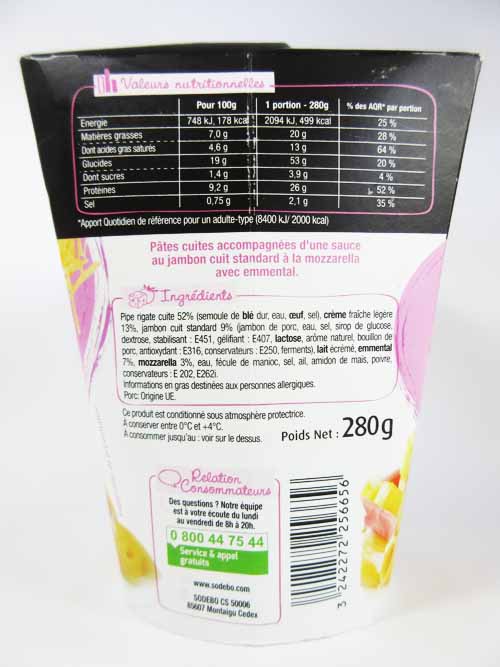 Valeurs nutritionnelles
Pour 100g 1 portion - 280g % des AQR* par portion
Energie 748 kJ, 178 kcal 2094 kJ, 499 kcal 25 %
Matières grasses 7,0 g 20 g 28 %
Dont acides gras saturés 4,6 g 13 g 64 %
Glucides 19 g 53 g 20 %
Dont sucres 1,4 g 3,9 g 4 %
Protéines 9,2 g 26 g 52 %
Sel 0,75 g 2,1 g 35 %
*Apport Quotidien de référence pour un adulte-type (8400 kJ/ 2000 kcal)
Pâtes cuites accompagnées d'une sauce
au jambon cuit standard à la mozzarella
avec emmental.
Ingrédients
Pipe rigate cuite 52% (semoule de blé dur, eau, œuf, sel), crème fraîche légère
13%, jambon cuit standard 9% (jambon de porc, eau, sel, sirop de glucose,
dextrose, stabilisant : E451, gélifiant : E407, lactose, arôme naturel, bouillon de
porc, antioxydant : E316, conservateurs : E250, ferments), lait écrémé, emmental
7%, mozzarella 3%, eau, fécule de manioc, sel, ail, amidon de maïs, poivre,
conservateurs : E 202, E262i.
Informations en gras destinées aux personnes allergiques.
Porc: Origine UE.
Ce produit est conditionné sous atmosphère protectrice.
A conserver entre 0°C et +4°C.
A consommer jusqu'au : voir sur le dessus.
Poids Net : 280g
Relation
Consommateurs
Des questions ? Notre équipe
est à votre écoute du lundi
au vendredi de 8h à 20h.
0 800 44 75 44
Service & appel
gratuits
www.sodebo.com
SODEBO CS 50006
85607 Montaigu Cedex
3 242272 256656